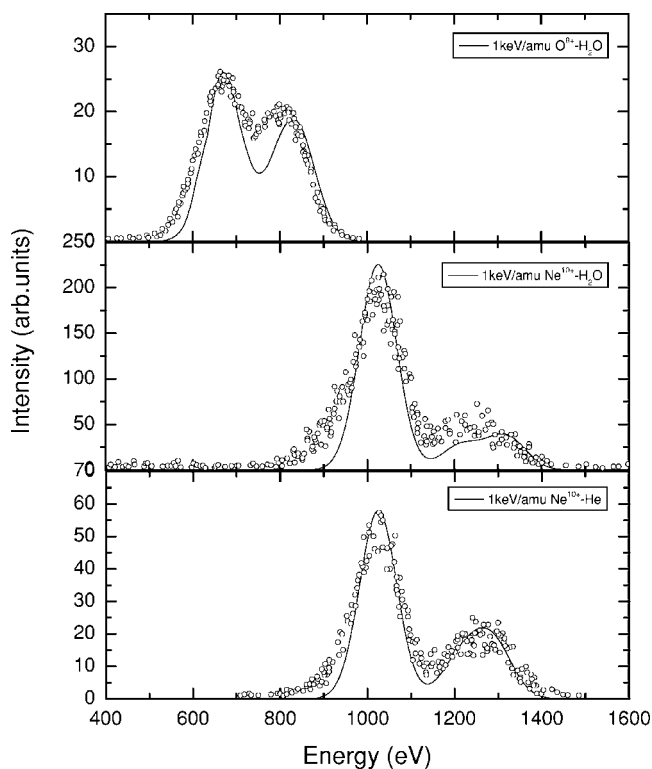 30
1keV/amu O⁸⁺-H₂O
20
10
250
1keV/amu Ne¹⁰⁺-H₂O
200
150
100
50
70
1keV/amu Ne¹⁰⁺-He
60
50
40
30
20
10
0
400 600 800 1000 1200 1400 1600
Energy (eV)
Intensity (arb.units)